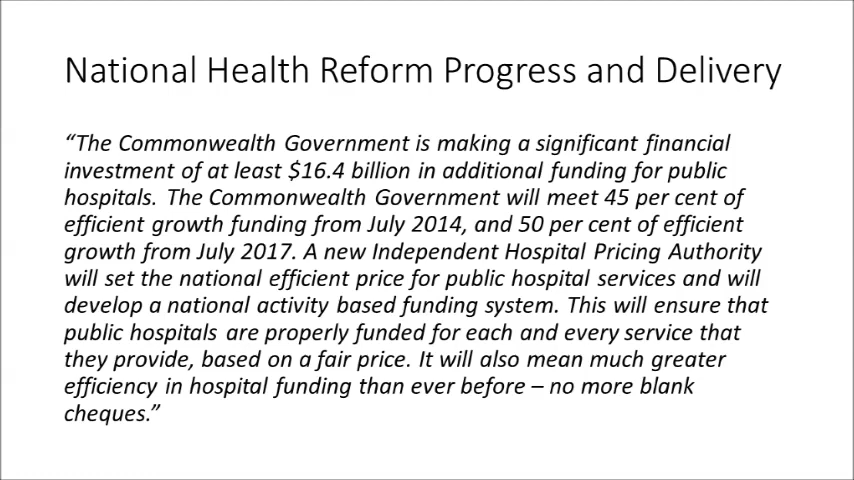 National Health Reform Progress and Delivery
“The Commonwealth Government is making a significant financial
investment of at least $16.4 billion in additional funding for public
hospitals. The Commonwealth Government will meet 45 per cent of
efficient growth funding from July 2014, and 50 per cent of efficient
growth from July 2017. A new Independent Hospital Pricing Authority
will set the national efficient price for public hospital services and will
develop a national activity based funding system. This will ensure that
public hospitals are properly funded for each and every service that
they provide, based on a fair price. It will also mean much greater
efficiency in hospital funding than ever before – no more blank
cheques.”